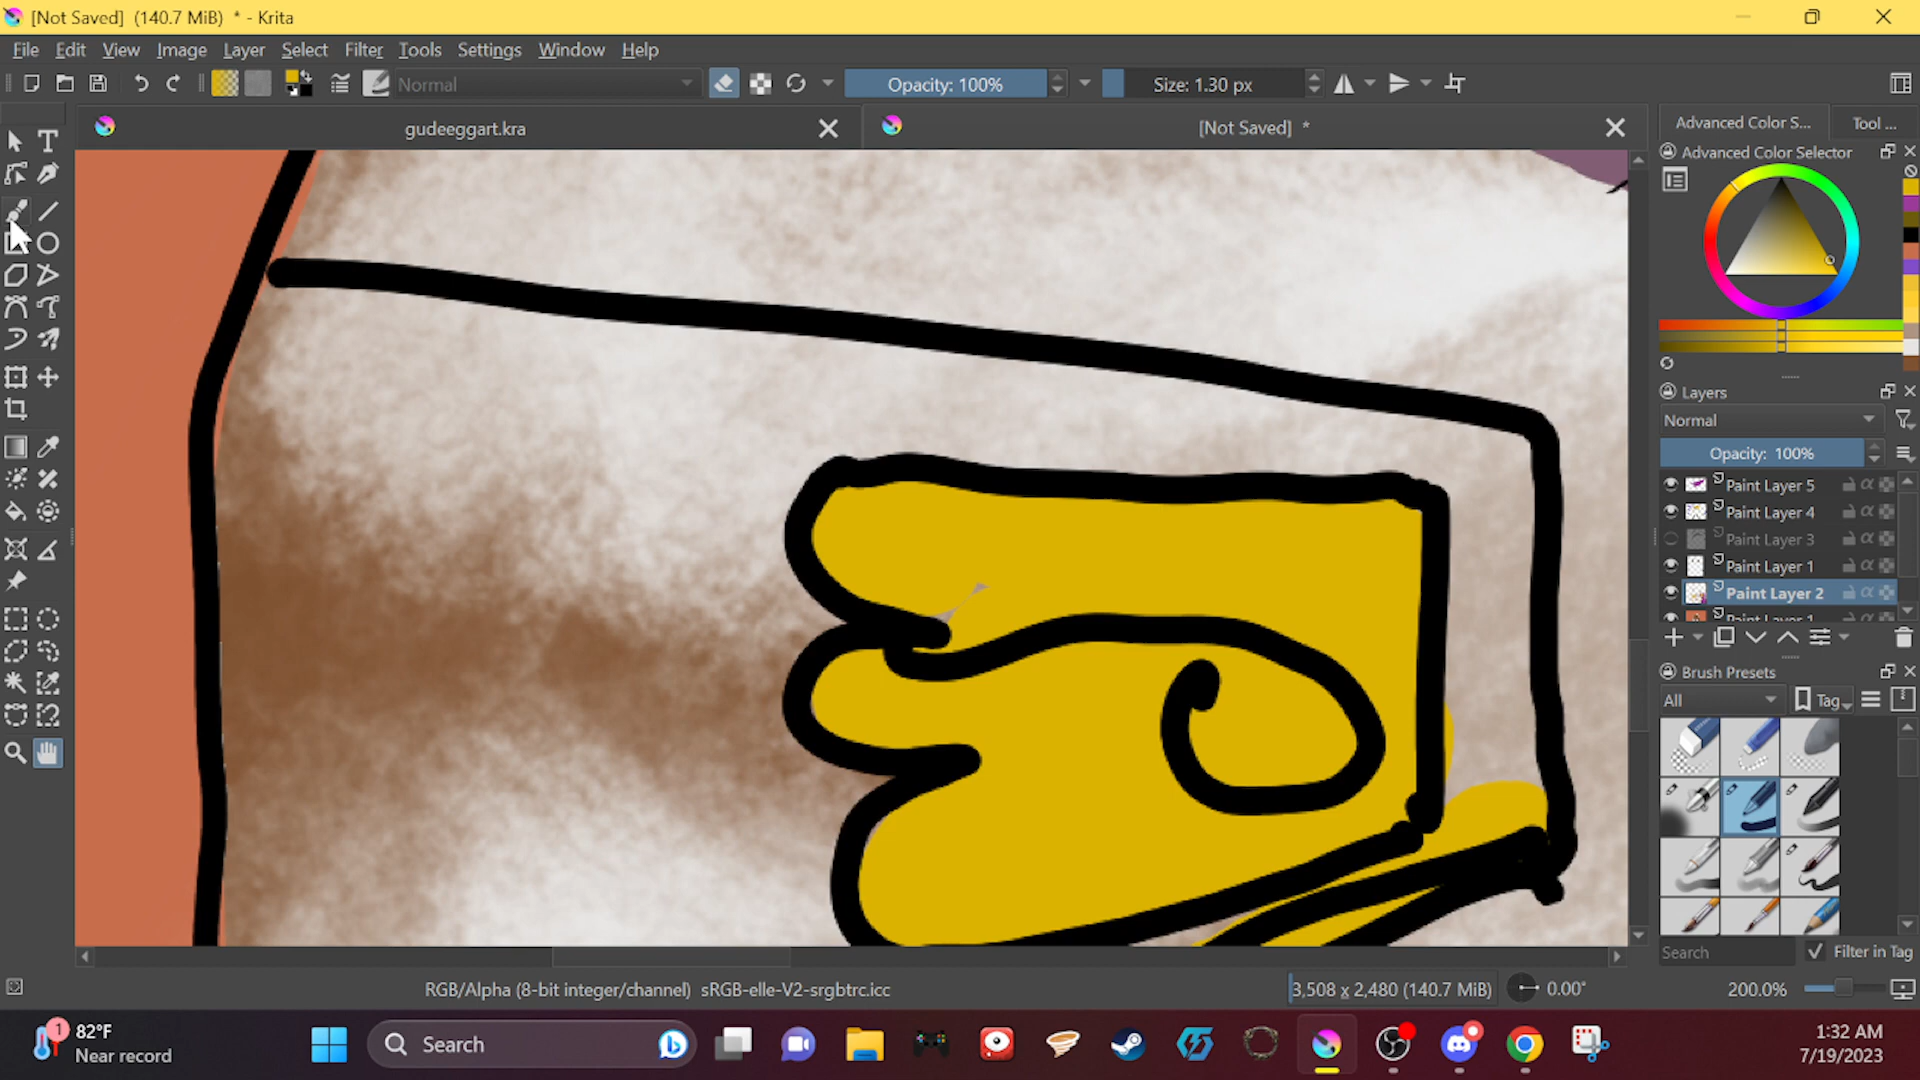 [Not Saved] (140.7 MiB) * - Krita
File Edit View Image Layer Select Filter Tools Settings Window Help
Normal Opacity: 100% Size: 1.30 px
gudeeggart.kra [Not Saved] * Advanced Color S... Tool ...
Advanced Color Selector
Layers
Normal
Opacity: 100%
Paint Layer 5
Paint Layer 4
Paint Layer 3
Paint Layer 1
Paint Layer 2
Paint Layer 1
Brush Presets
All Tag
Search Filter in Tag
RGB/Alpha (8-bit integer/channel) sRGB-elle-V2-srgbtrc.icc 3,508 x 2,480 (140.7 MiB) 0.00° 200.0%
1 82°F
Near record
Search
1:32 AM
7/19/2023